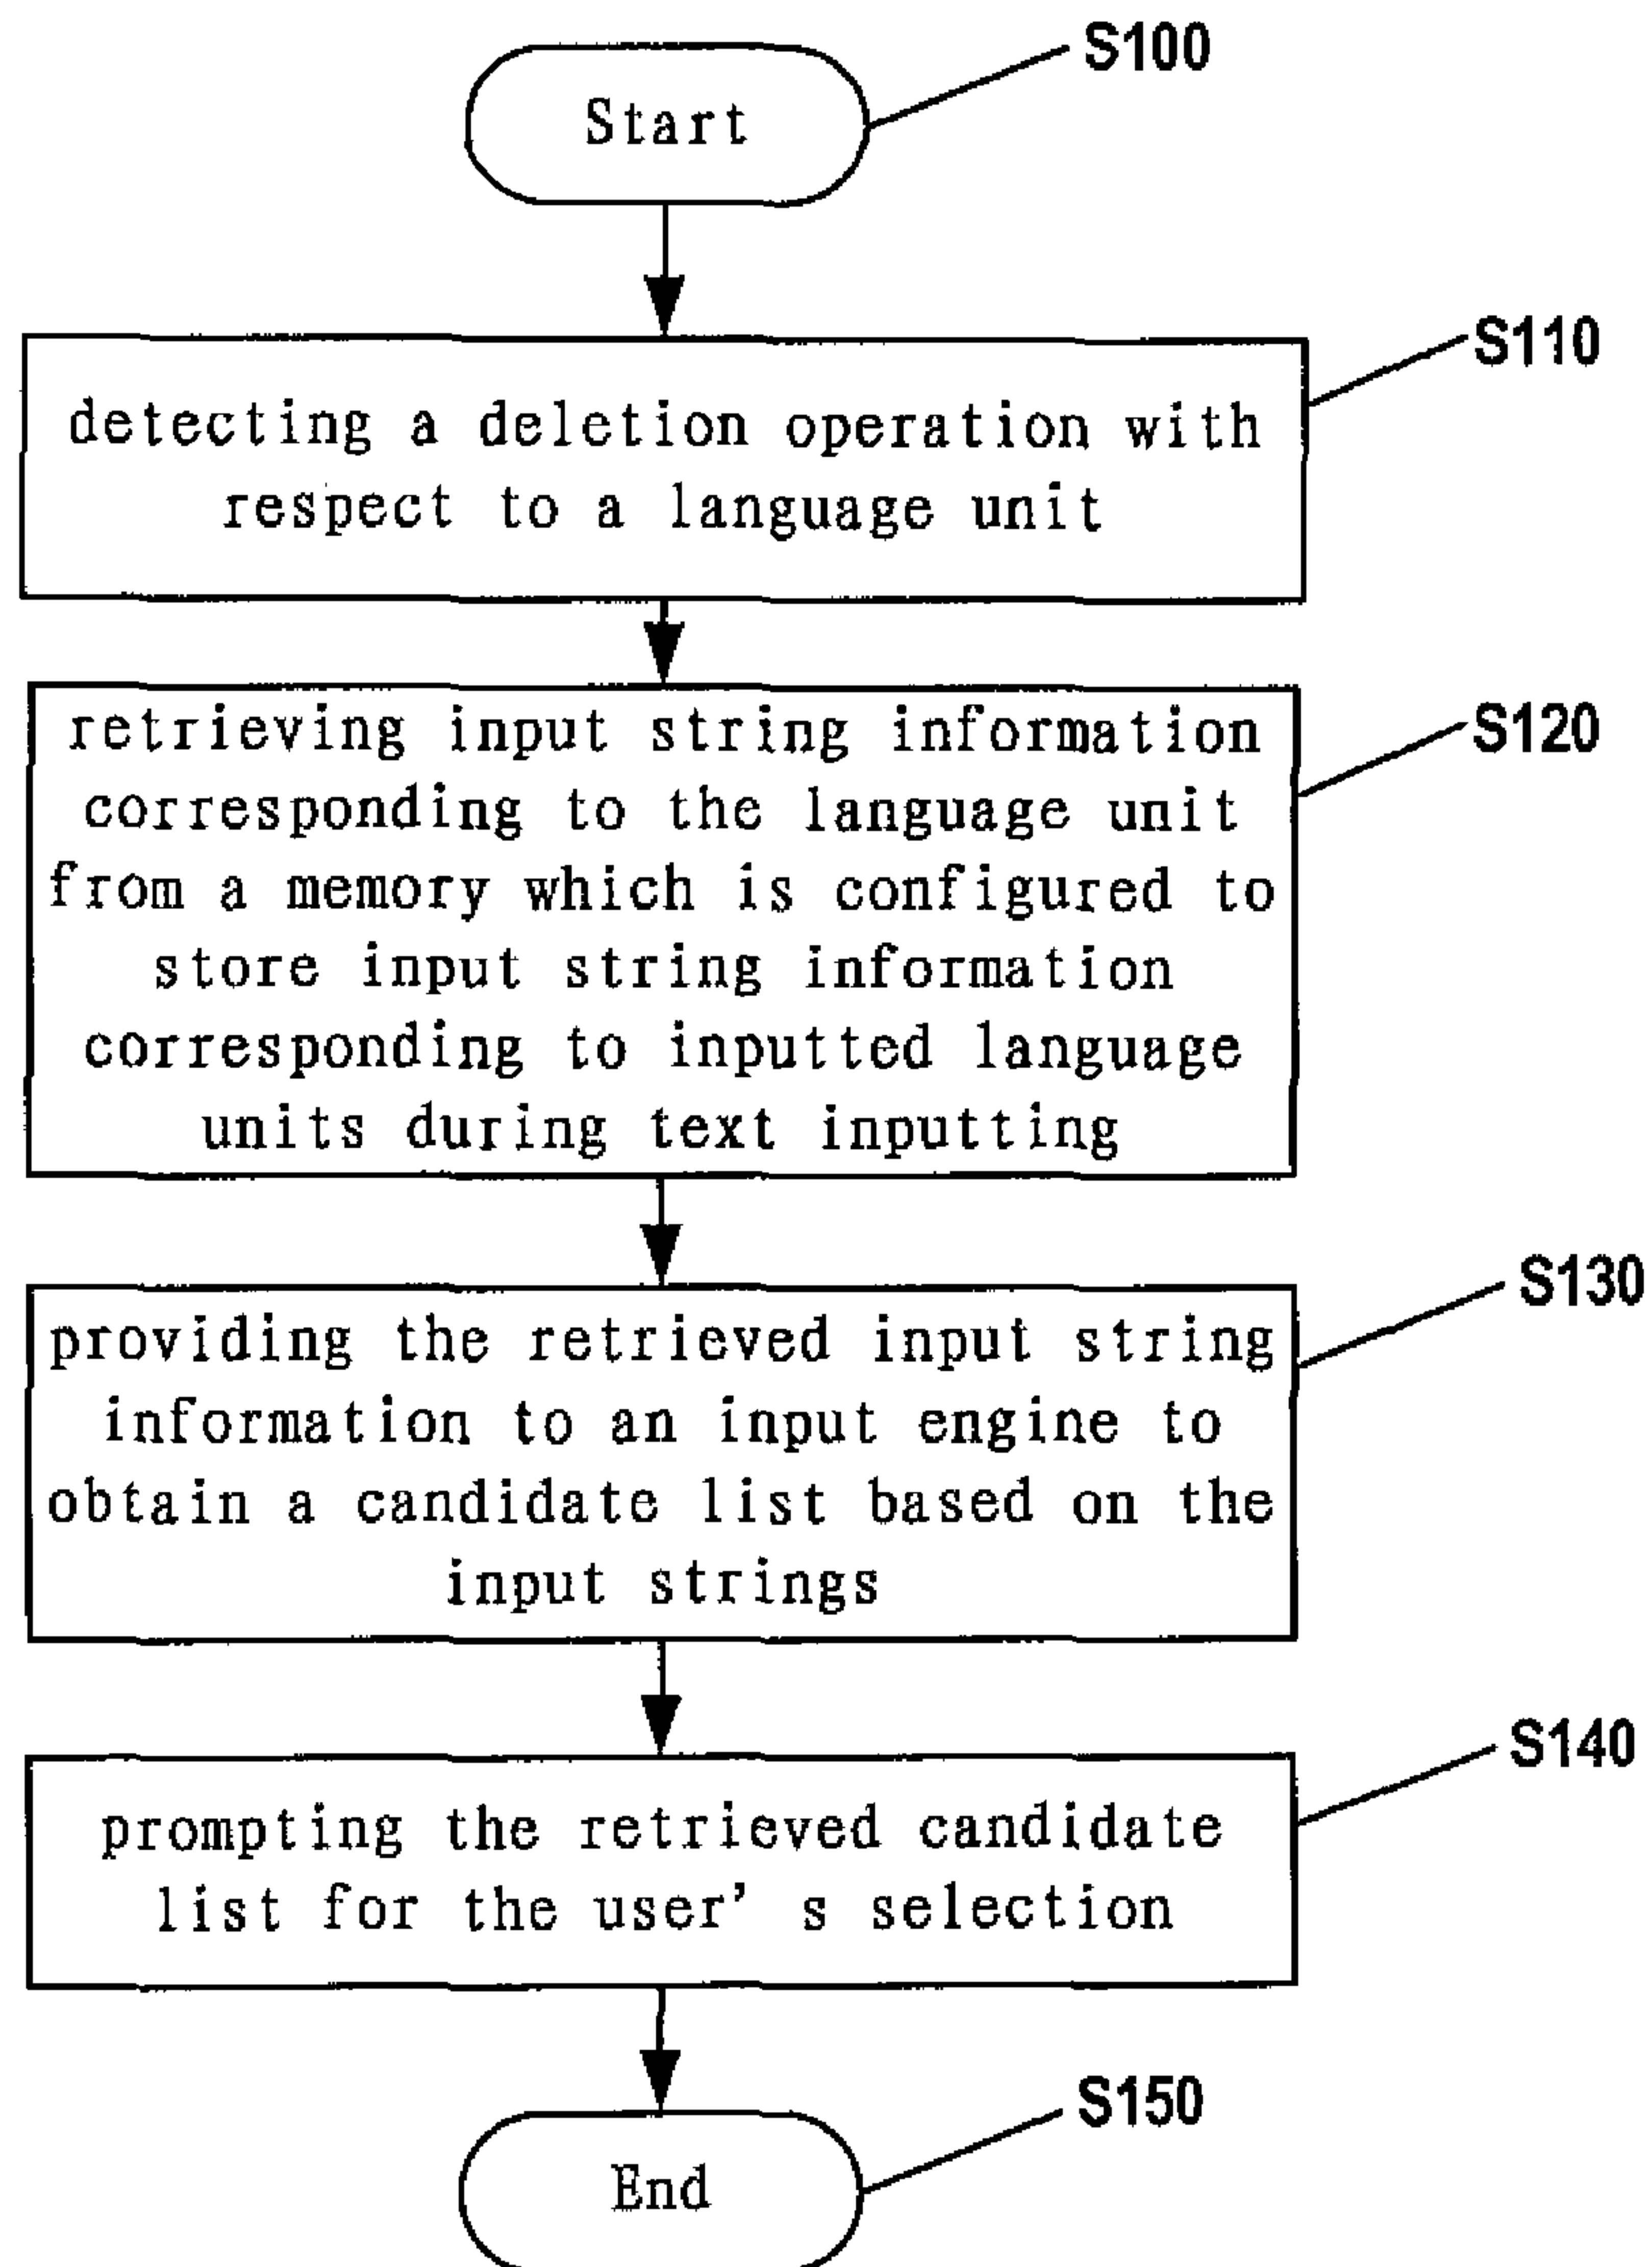 S100
Start
S110
detecting a deletion operation with
respect to a language unit
S120
retrieving input string information
corresponding to the language unit
from a memory which is configured to
store input string information
corresponding to inputted language
units during text inputting
S130
providing the retrieved input string
information to an input engine to
obtain a candidate list based on the
input strings
S140
prompting the retrieved candidate
list for the user's selection
S150
End